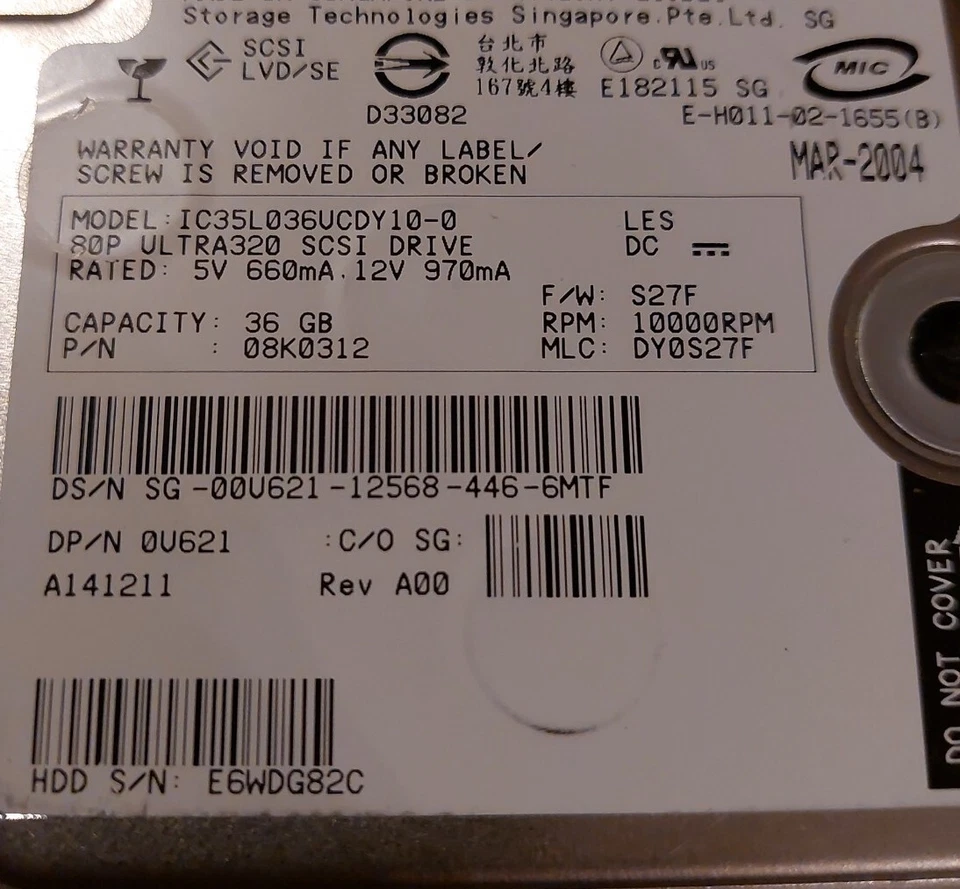 Storage Technologies Singapore.Pte.Ltd. SG
SCSI
LVD/SE
D33082
台北市
敦化北路
167號4樓
c RU us
E182115 SG
MIC
E-H011-02-1655(B)
WARRANTY VOID IF ANY LABEL/
SCREW IS REMOVED OR BROKEN
MAR-2004
MODEL:IC35L036UCDY10-0 LES
80P ULTRA320 SCSI DRIVE DC
RATED: 5V 660mA.12V 970mA
F/W: S27F
CAPACITY: 36 GB RPM: 10000RPM
P/N : 08K0312 MLC: DY0S27F
DS/N SG-00U621-12568-446-6MTF
DP/N 0U621 :C/O SG:
A141211 Rev A00
HDD S/N: E6WDG82C
DO NOT COVER